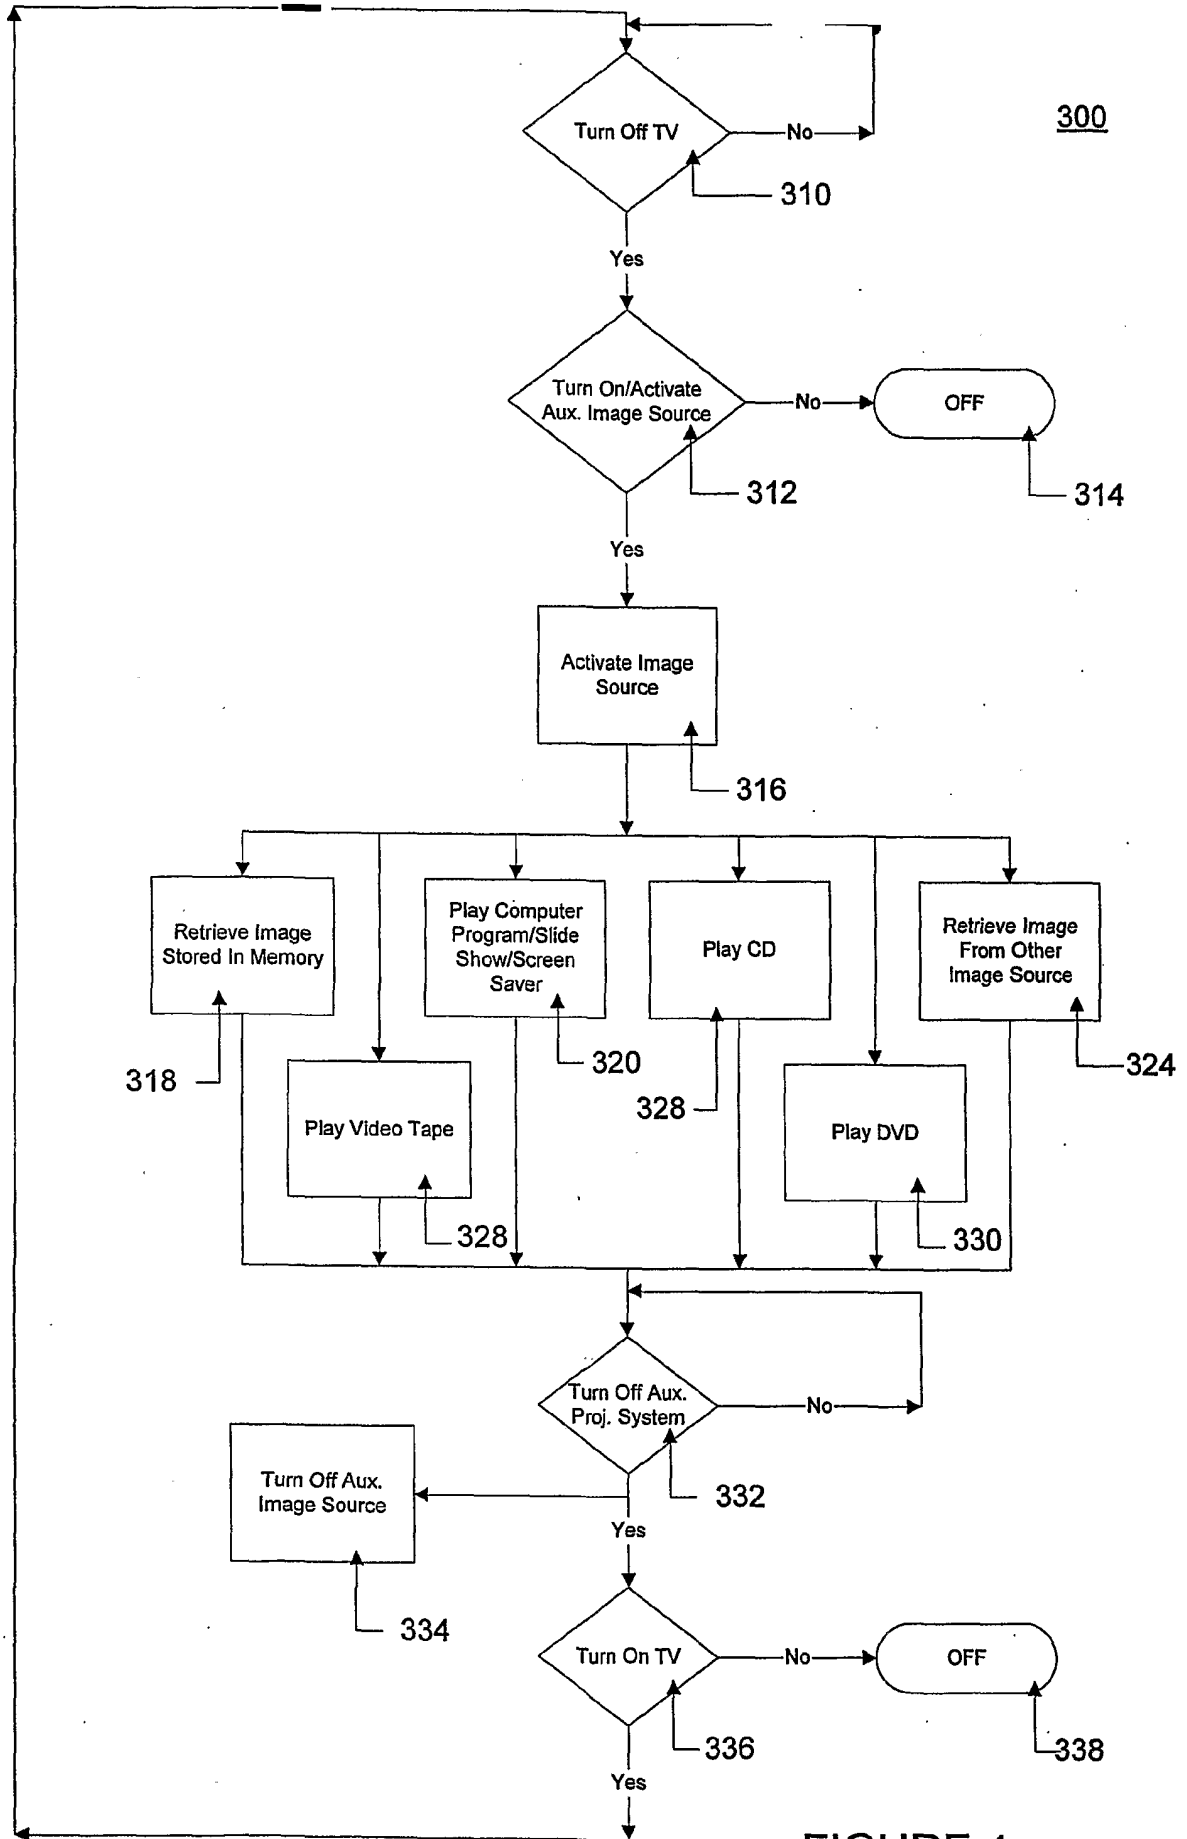 300
Turn Off TV
No
310
Yes
Turn On/Activate
Aux. Image Source
No
OFF
312
314
Yes
Activate Image
Source
316
Retrieve Image
Stored In Memory
318
Play Computer
Program/Slide
Show/Screen
Saver
320
Play CD
328
Retrieve Image
From Other
Image Source
324
Play Video Tape
328
Play DVD
330
Turn Off Aux.
Proj. System
No
332
Turn Off Aux.
Image Source
334
Yes
Turn On TV
No
OFF
336
338
Yes